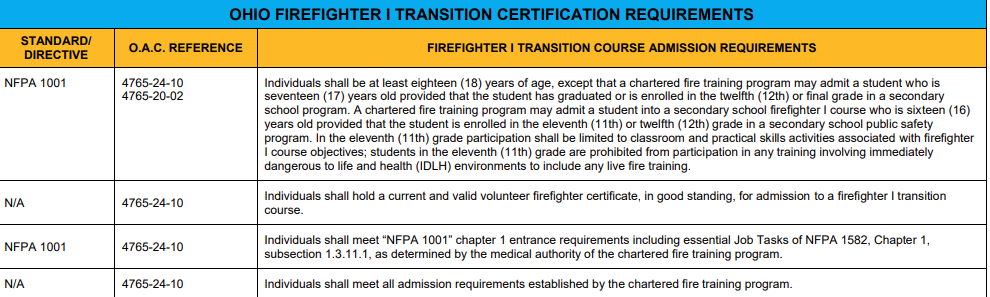 OHIO FIREFIGHTER I TRANSITION CERTIFICATION REQUIREMENTS
STANDARD/
DIRECTIVE
O.A.C. REFERENCE
FIREFIGHTER I TRANSITION COURSE ADMISSION REQUIREMENTS
NFPA 1001
4765-24-10
4765-20-02
Individuals shall be at least eighteen (18) years of age, except that a chartered fire training program may admit a student who is
seventeen (17) years old provided that the student has graduated or is enrolled in the twelfth (12th) or final grade in a secondary
school program. A chartered fire training program may admit a student into a secondary school firefighter I course who is sixteen (16)
years old provided that the student is enrolled in the eleventh (11th) or twelfth (12th) grade in a secondary school public safety
program. In the eleventh (11th) grade participation shall be limited to classroom and practical skills activities associated with firefighter
I course objectives; students in the eleventh (11th) grade are prohibited from participation in any training involving immediately
dangerous to life and health (IDLH) environments to include any live fire training.
N/A
4765-24-10
Individuals shall hold a current and valid volunteer firefighter certificate, in good standing, for admission to a firefighter I transition
course.
NFPA 1001
4765-24-10
Individuals shall meet “NFPA 1001” chapter 1 entrance requirements including essential Job Tasks of NFPA 1582, Chapter 1,
subsection 1.3.11.1, as determined by the medical authority of the chartered fire training program.
N/A
4765-24-10
Individuals shall meet all admission requirements established by the chartered fire training program.